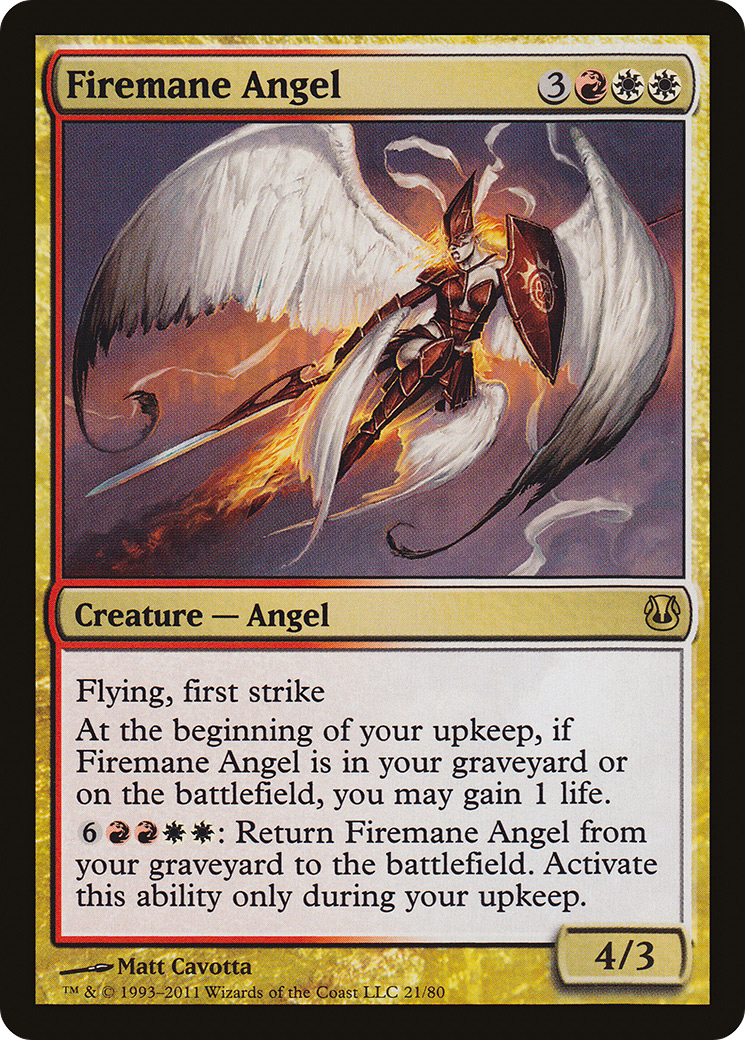 Firemane Angel 3
Creature — Angel
Flying, first strike
At the beginning of your upkeep, if
Firemane Angel is in your graveyard or
on the battlefield, you may gain 1 life.
6: Return Firemane Angel from
your graveyard to the battlefield. Activate
this ability only during your upkeep.
4/3
Matt Cavotta
™ & © 1993–2011 Wizards of the Coast LLC 21/80